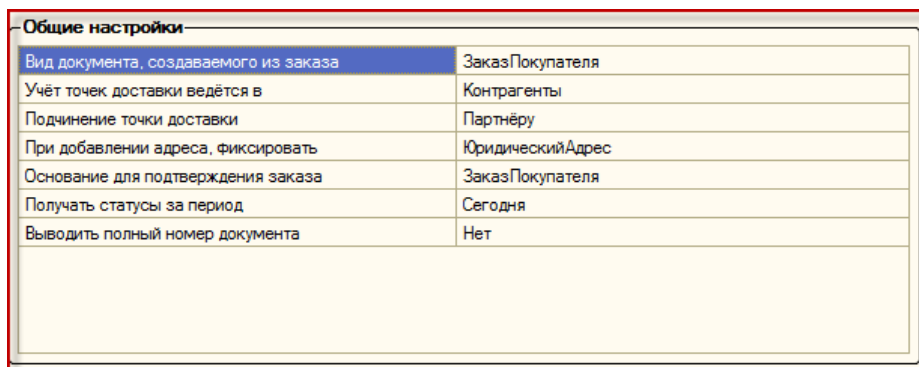 Общие настройки
Вид документа, создаваемого из заказа ЗаказПокупателя
Учёт точек доставки ведётся в Контрагенты
Подчинение точки доставки Партнёру
При добавлении адреса, фиксировать ЮридическийАдрес
Основание для подтверждения заказа ЗаказПокупателя
Получать статусы за период Сегодня
Выводить полный номер документа Нет